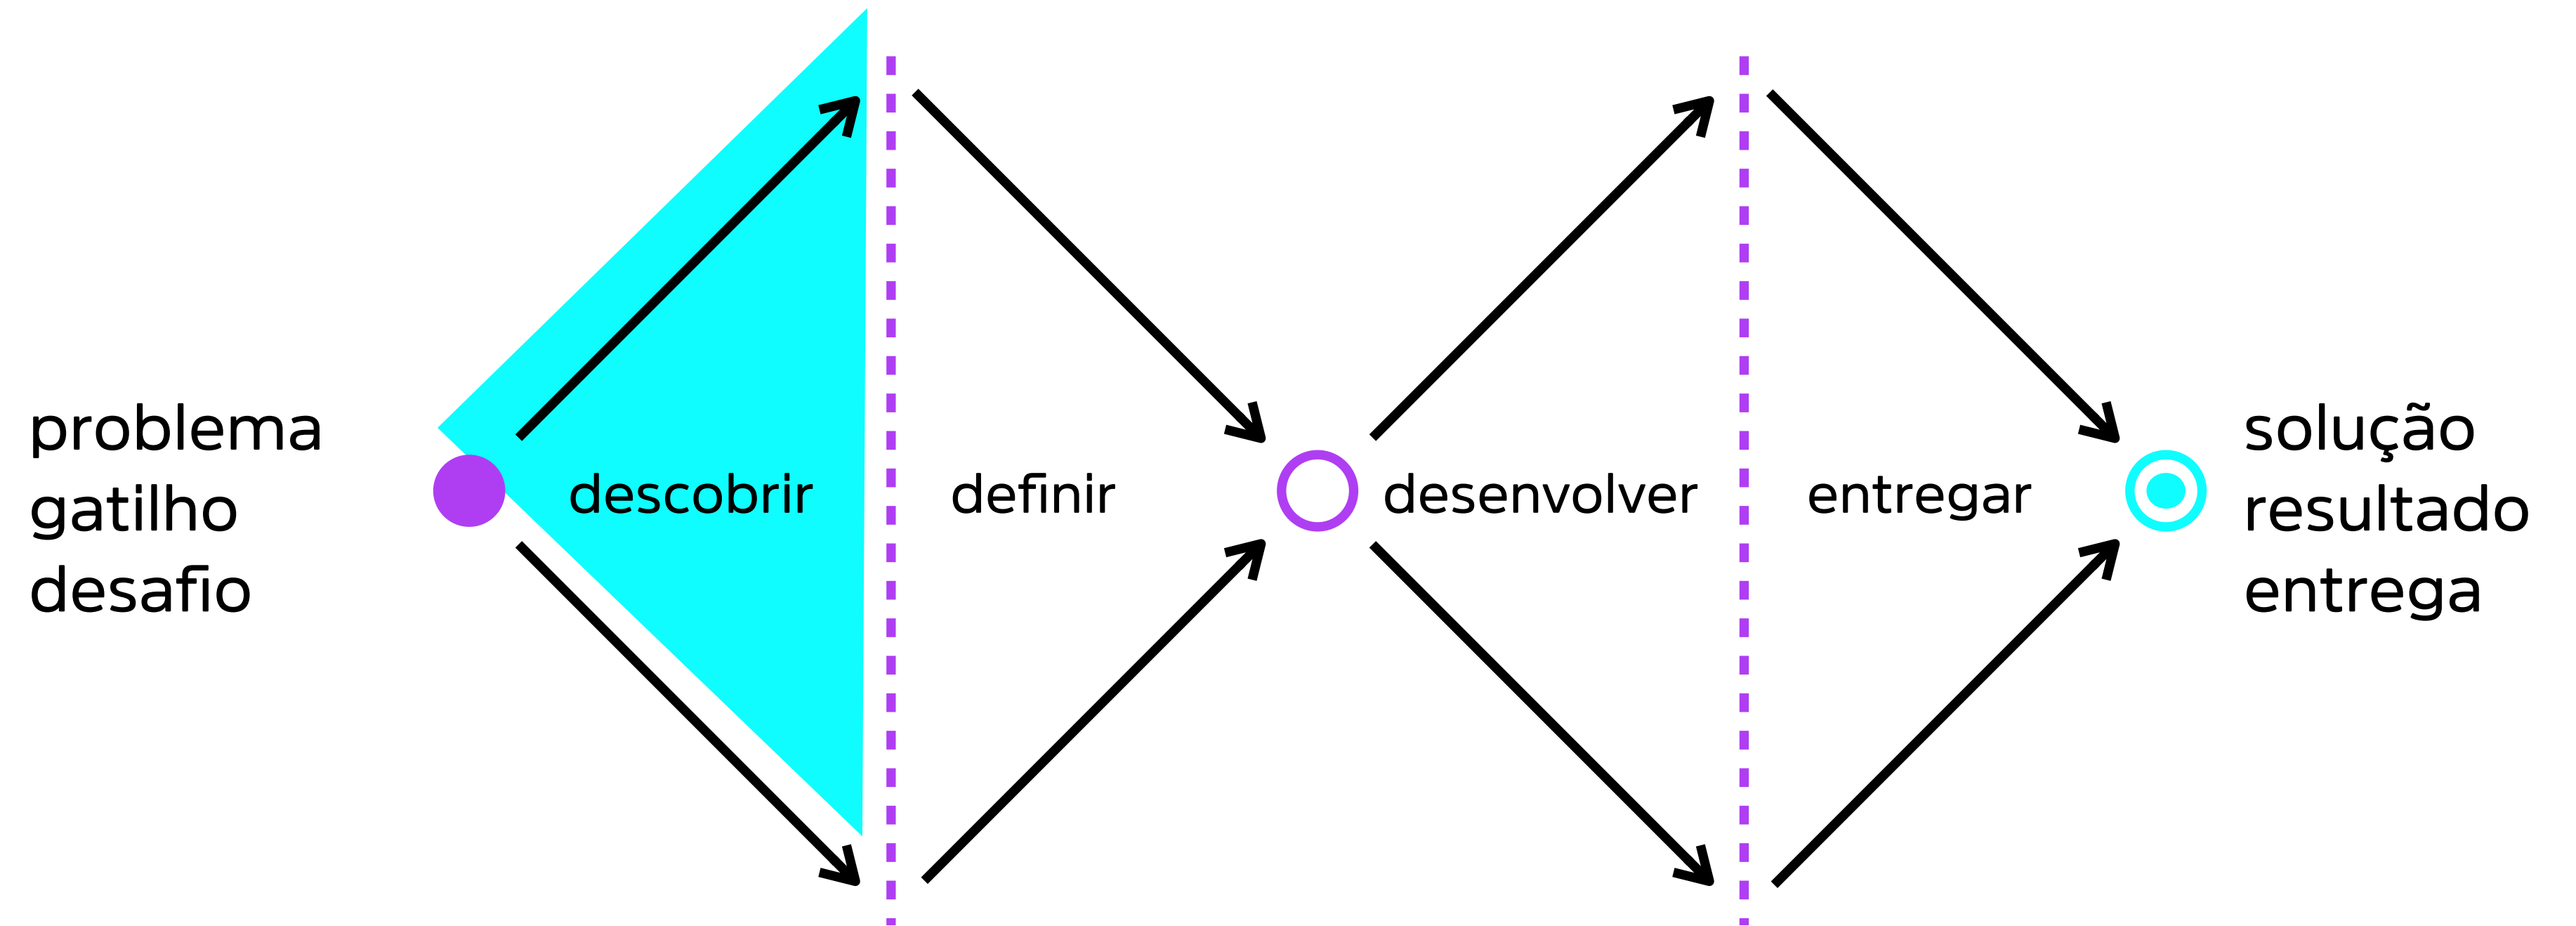 problema
gatilho
desafio
descobrir
definir
desenvolver
entregar
solução
resultado
entrega